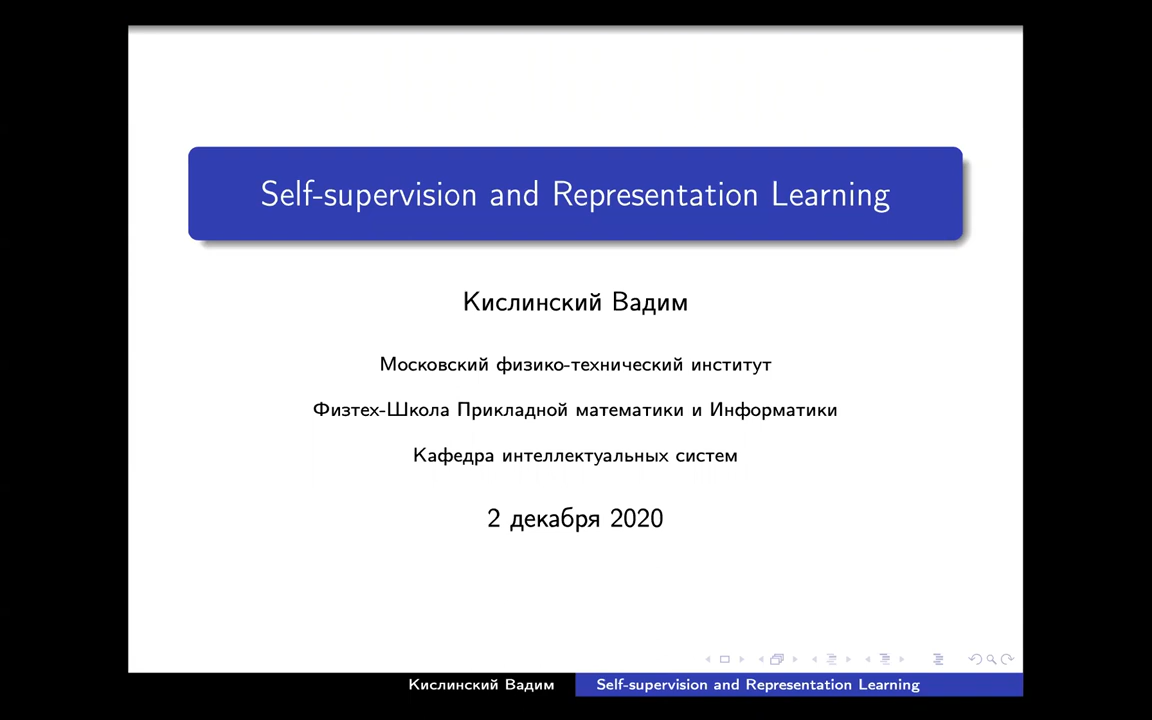 Self-supervision and Representation Learning
Кислинский Вадим
Московский физико-технический институт
Физтех-Школа Прикладной математики и Информатики
Кафедра интеллектуальных систем
2 декабря 2020
Кислинский Вадим
Self-supervision and Representation Learning